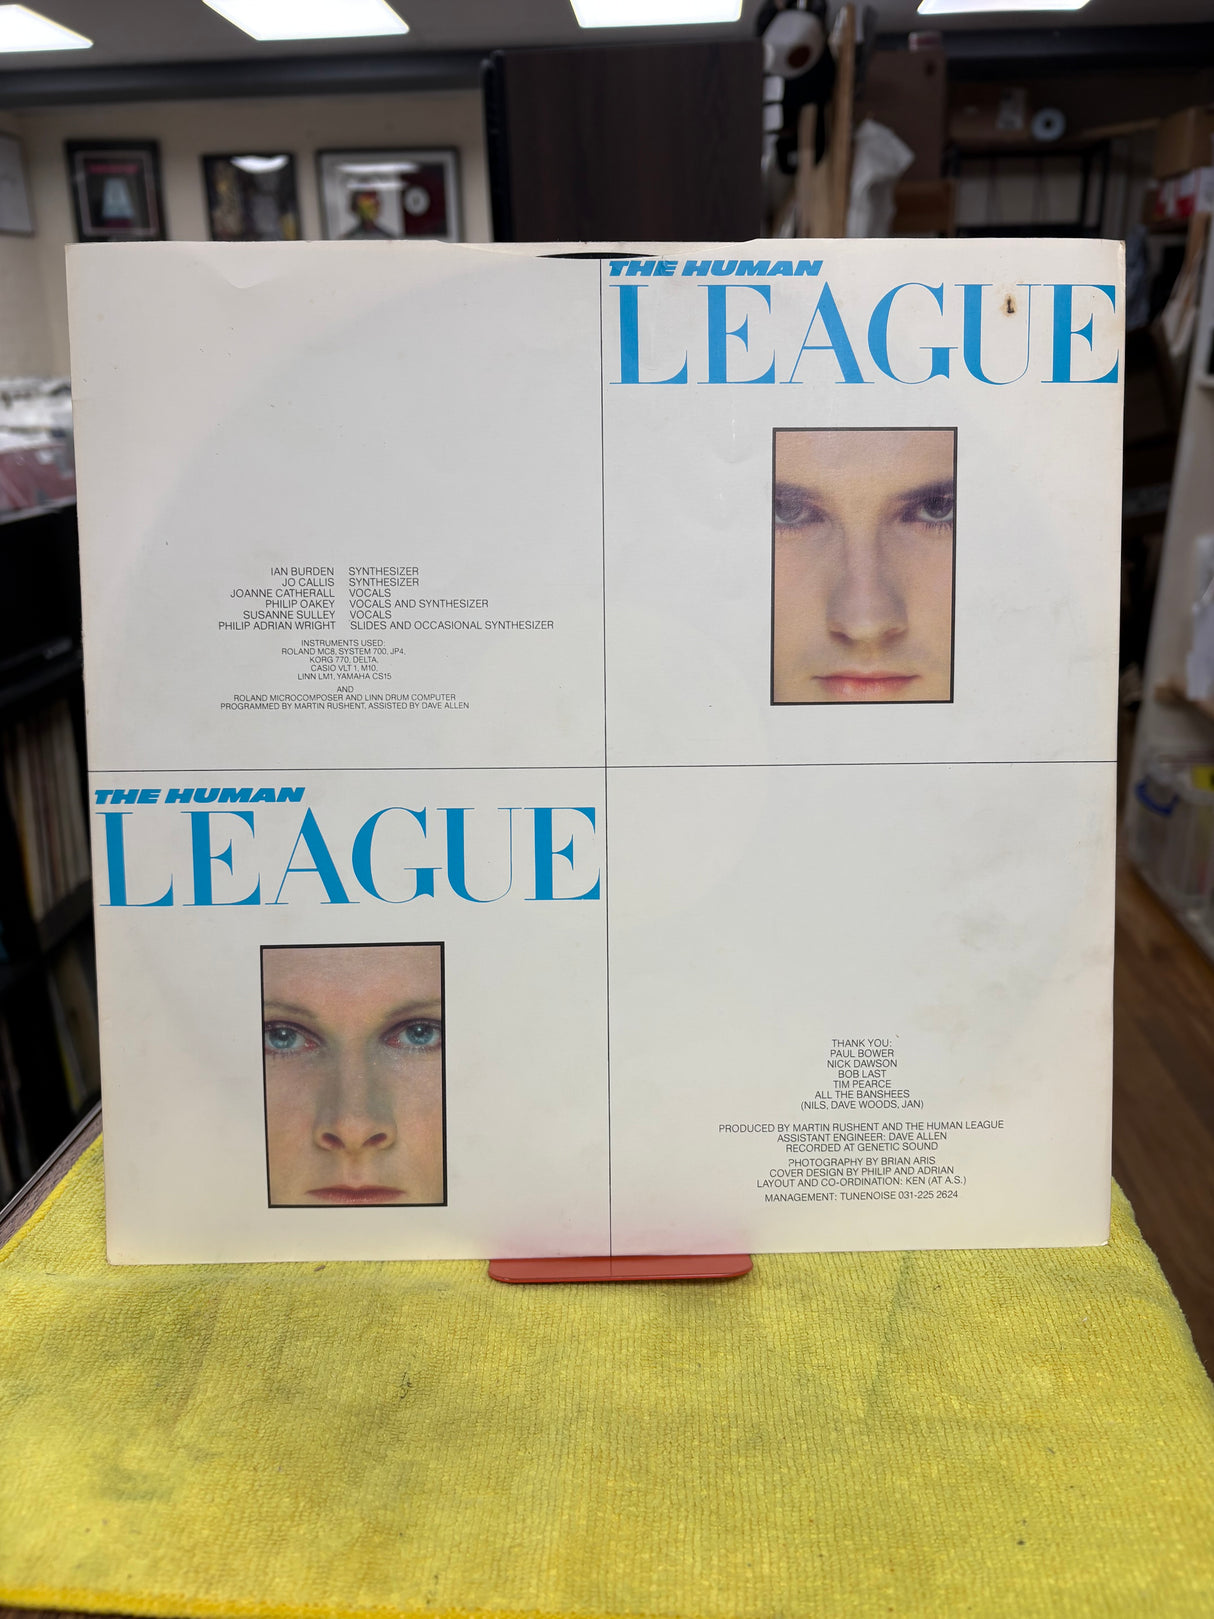 THE HUMAN
LEAGUE
IAN BURDEN SYNTHESIZER
JO CALLIS SYNTHESIZER
JOANNE CATHERALL VOCALS
PHILIP OAKEY VOCALS AND SYNTHESIZER
SUSANNE SULLEY VOCALS
PHILIP ADRIAN WRIGHT SLIDES AND OCCASIONAL SYNTHESIZER
INSTRUMENTS USED:
ROLAND MC8, SYSTEM 700, JP4,
KORG 770, DELTA,
CASIO VLT 1, M10,
LINN LM1, YAMAHA CS15
AND
ROLAND MICROCOMPOSER AND LINN DRUM COMPUTER
PROGRAMMED BY MARTIN RUSHENT, ASSISTED BY DAVE ALLEN
THE HUMAN
LEAGUE
THANK YOU:
PAUL BOWER
NICK DAWSON
BOB LAST
TIM PEARCE
ALL THE BANSHEES
(NILS, DAVE WOODS, JAN)
PRODUCED BY MARTIN RUSHENT AND THE HUMAN LEAGUE
ASSISTANT ENGINEER: DAVE ALLEN
RECORDED AT GENETIC SOUND
PHOTOGRAPHY BY BRIAN ARIS
COVER DESIGN BY PHILIP AND ADRIAN
LAYOUT AND CO-ORDINATION: KEN (AT A.S.)
MANAGEMENT: TUNENOISE 031-225 2624